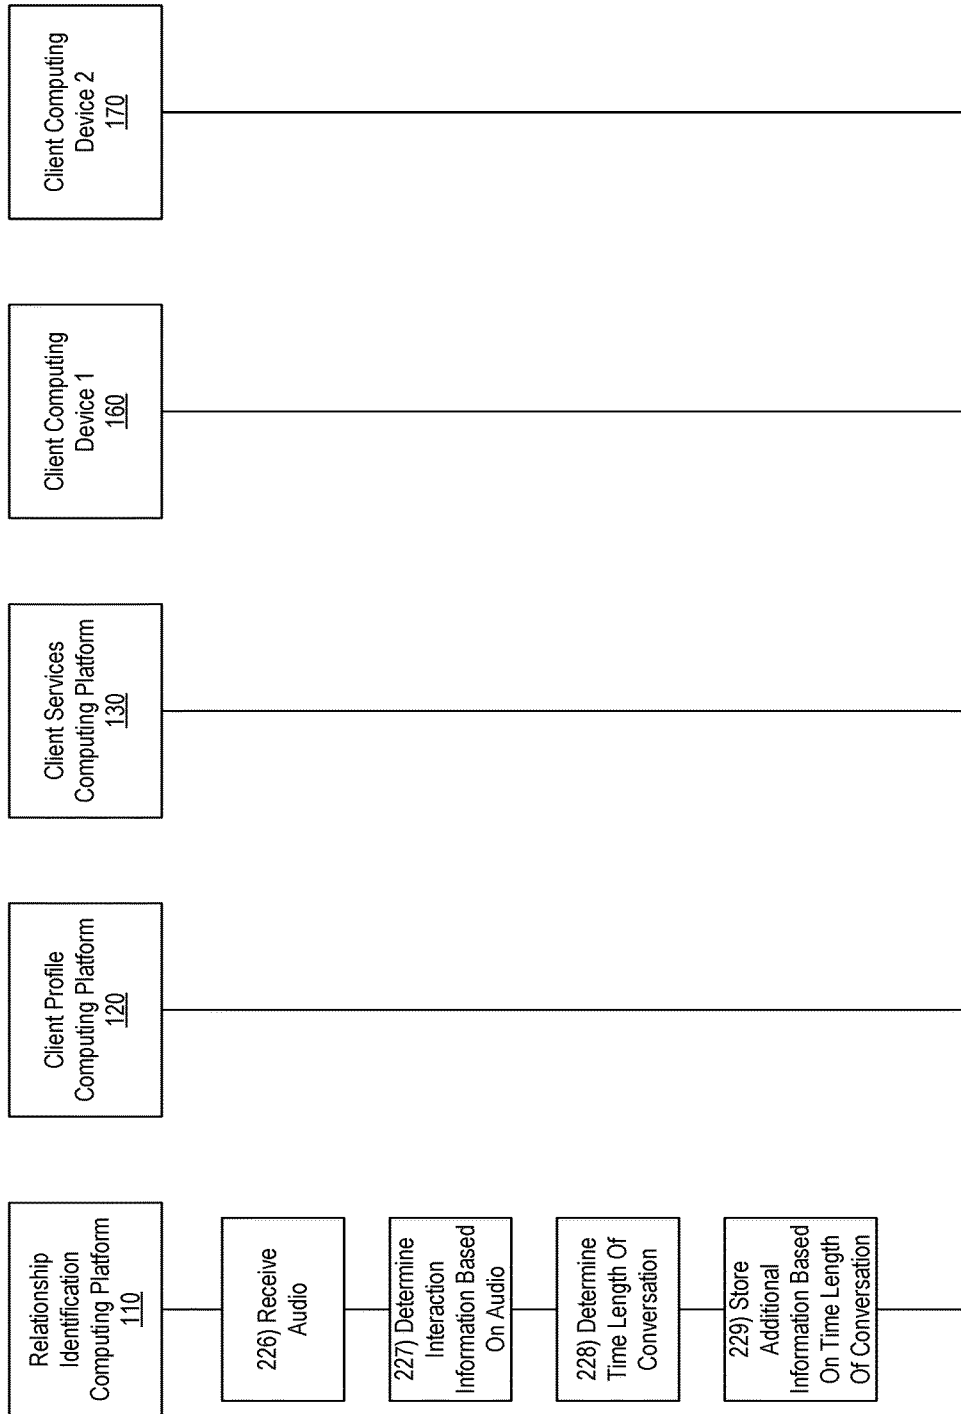 Relationship
Identification
Computing Platform
110
Client Profile
Computing Platform
120
Client Services
Computing Platform
130
Client Computing
Device 1
160
Client Computing
Device 2
170
226) Receive
Audio
227) Determine
Interaction
Information Based
On Audio
228) Determine
Time Length Of
Conversation
229) Store
Additional
Information Based
On Time Length
Of Conversation